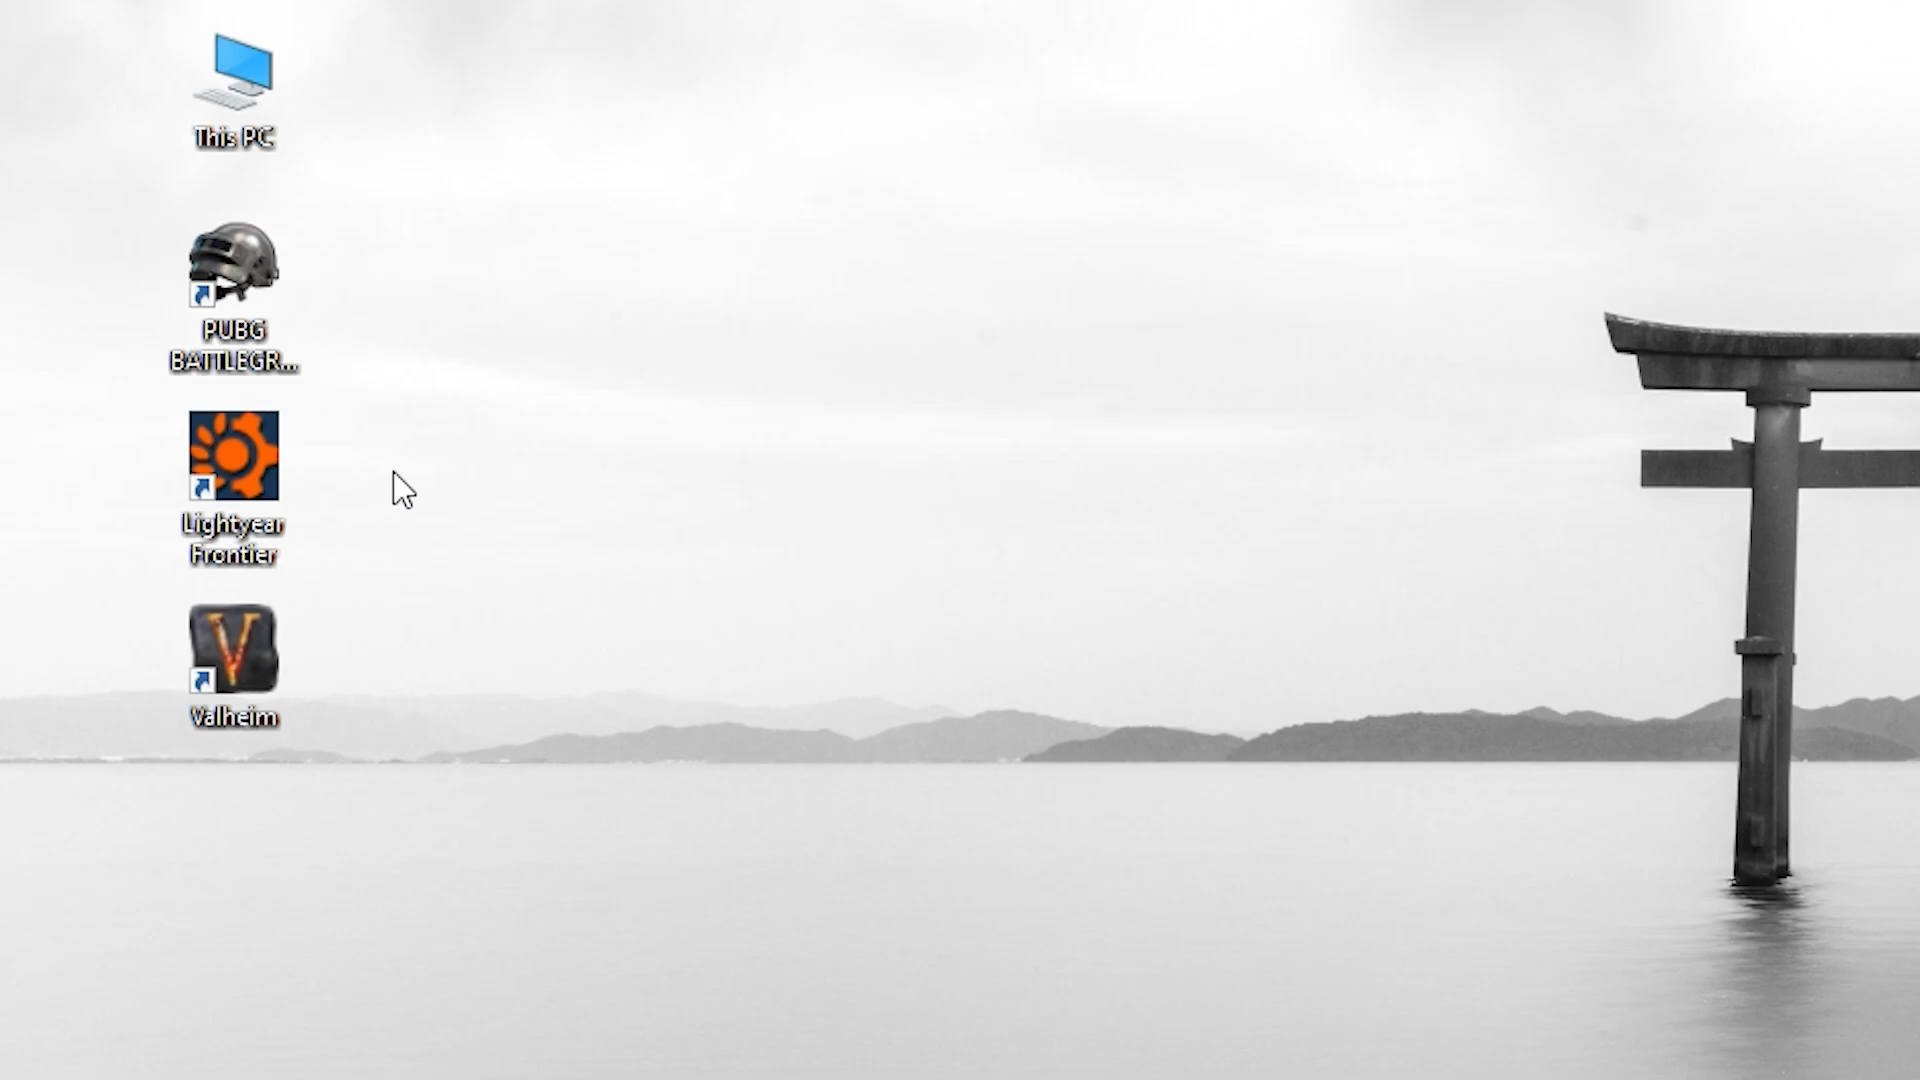 This PC
PUBG
BATTLEGR...
Lightyear
Frontier
V
Valheim